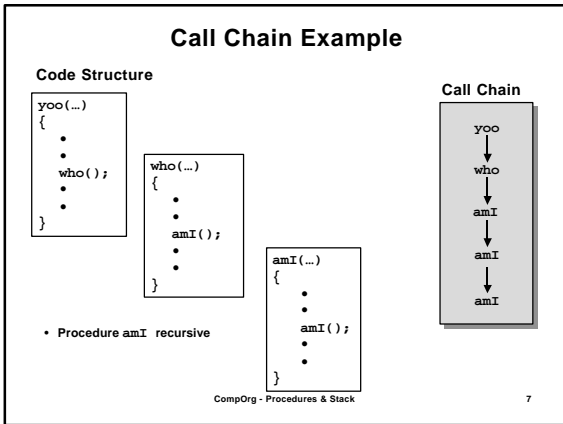 Call Chain Example
Code Structure
yoo(…)
{
•
•
who();
•
•
}
who(…)
{
•
•
amI();
•
•
}
amI(…)
{
•
•
amI();
•
•
}
• Procedure amI recursive
Call Chain
yoo
who
amI
amI
amI
CompOrg - Procedures & Stack
7